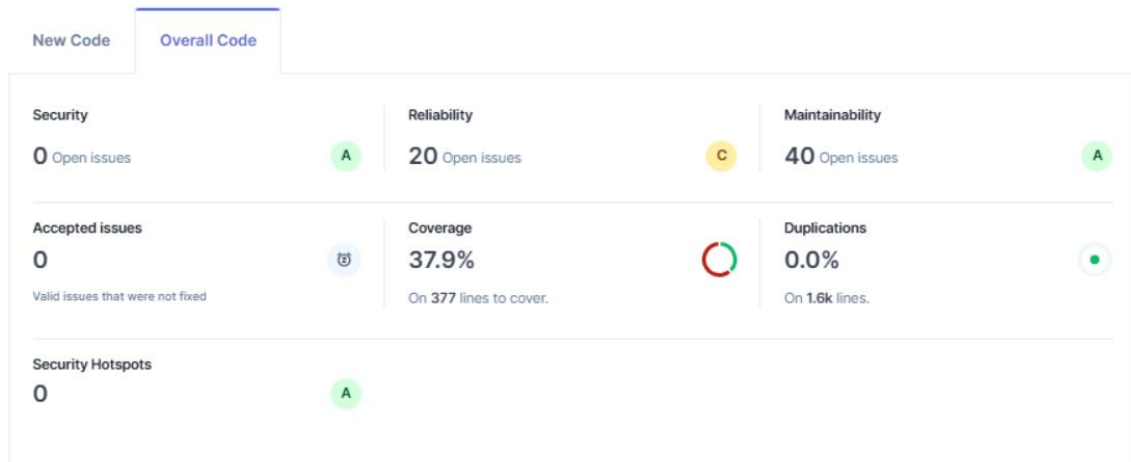 New Code
Overall Code
Security
Reliability
Maintainability
0 Open issues
A
20 Open issues
C
40 Open issues
A
Accepted issues
Coverage
Duplications
0
37.9%
0.0%
Valid issues that were not fixed
On 377 lines to cover.
On 1.6k lines.
Security Hotspots
0
A